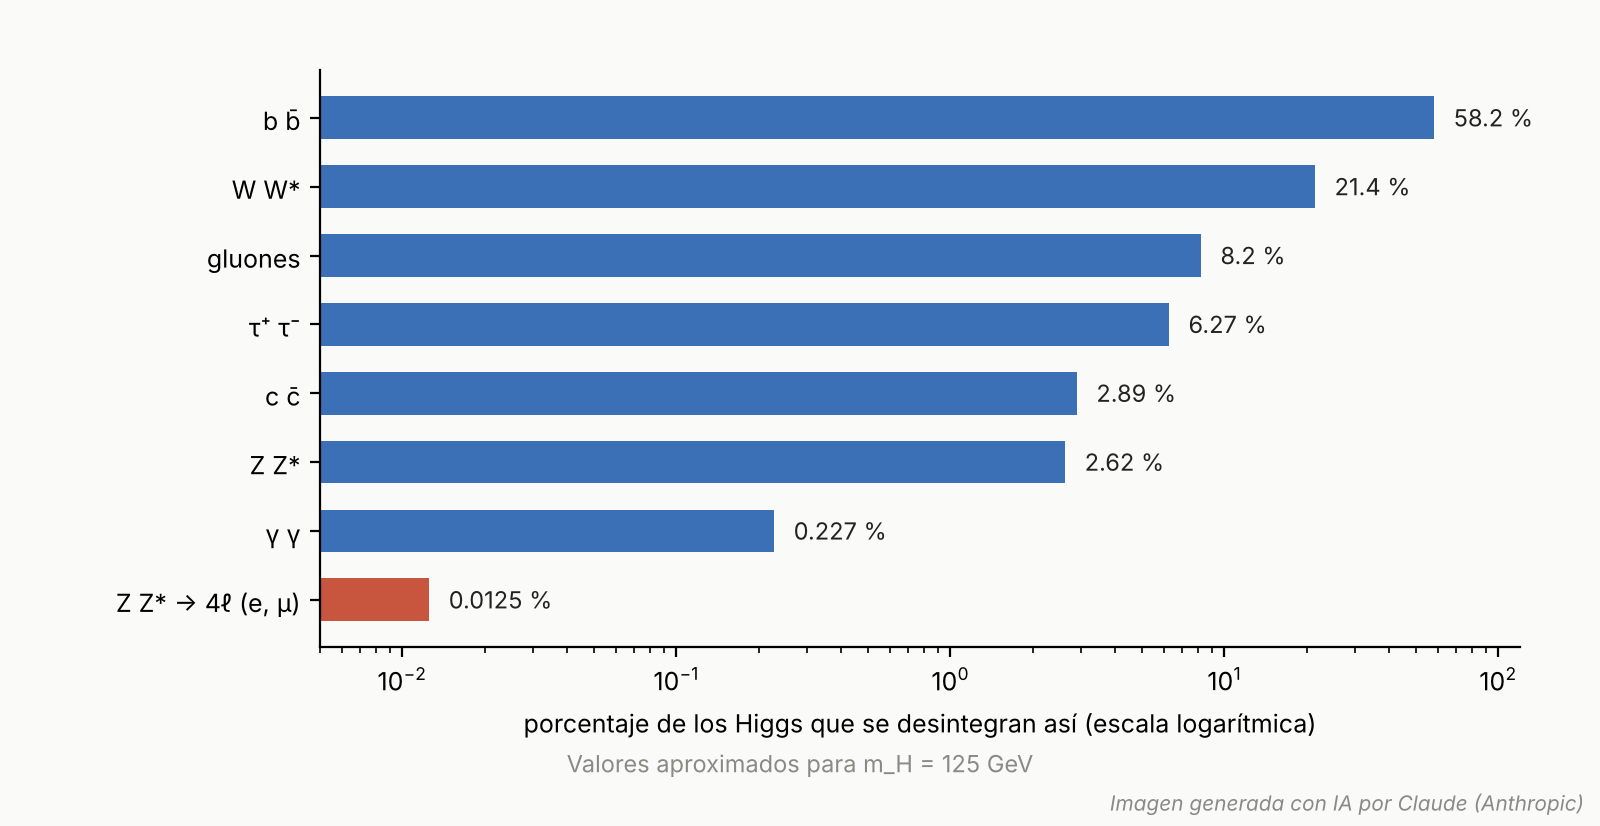 b b̄ 58.2 %
W W* 21.4 %
gluones 8.2 %
τ⁺ τ⁻ 6.27 %
c c̄ 2.89 %
Z Z* 2.62 %
γ γ 0.227 %
Z Z* → 4ℓ (e, μ) 0.0125 %
10⁻² 10⁻¹ 10⁰ 10¹ 10²
porcentaje de los Higgs que se desintegran así (escala logarítmica)
Valores aproximados para m_H = 125 GeV
Imagen generada con IA por Claude (Anthropic)